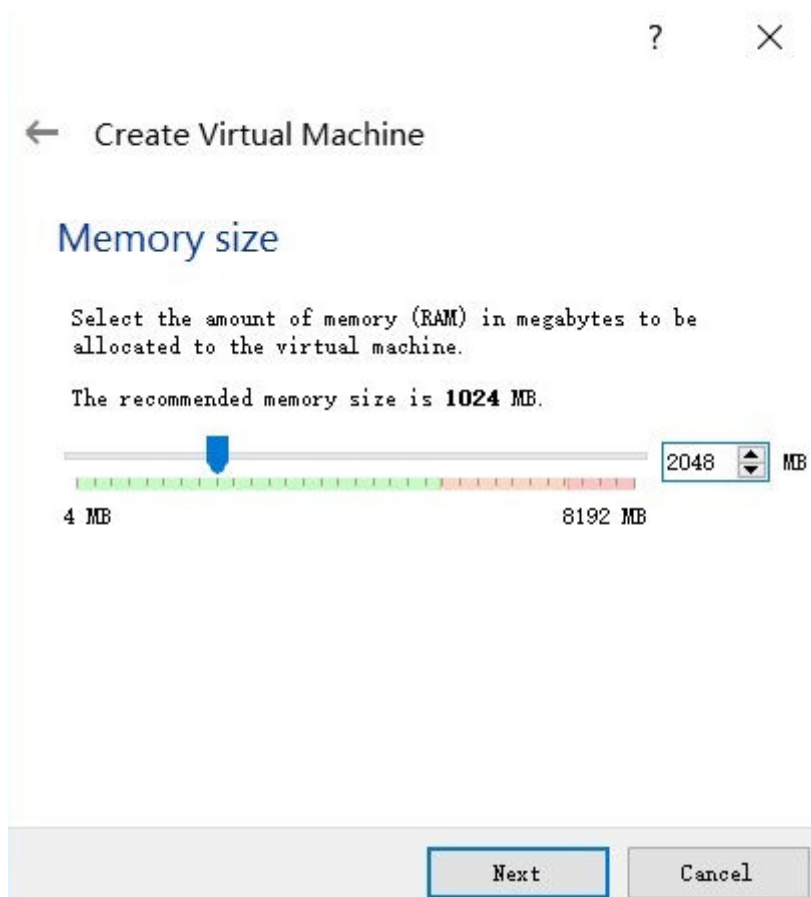 ?
← Create Virtual Machine
Memory size
Select the amount of memory (RAM) in megabytes to be
allocated to the virtual machine.
The recommended memory size is 1024 MB.
2048 MB
4 MB 8192 MB
Next Cancel